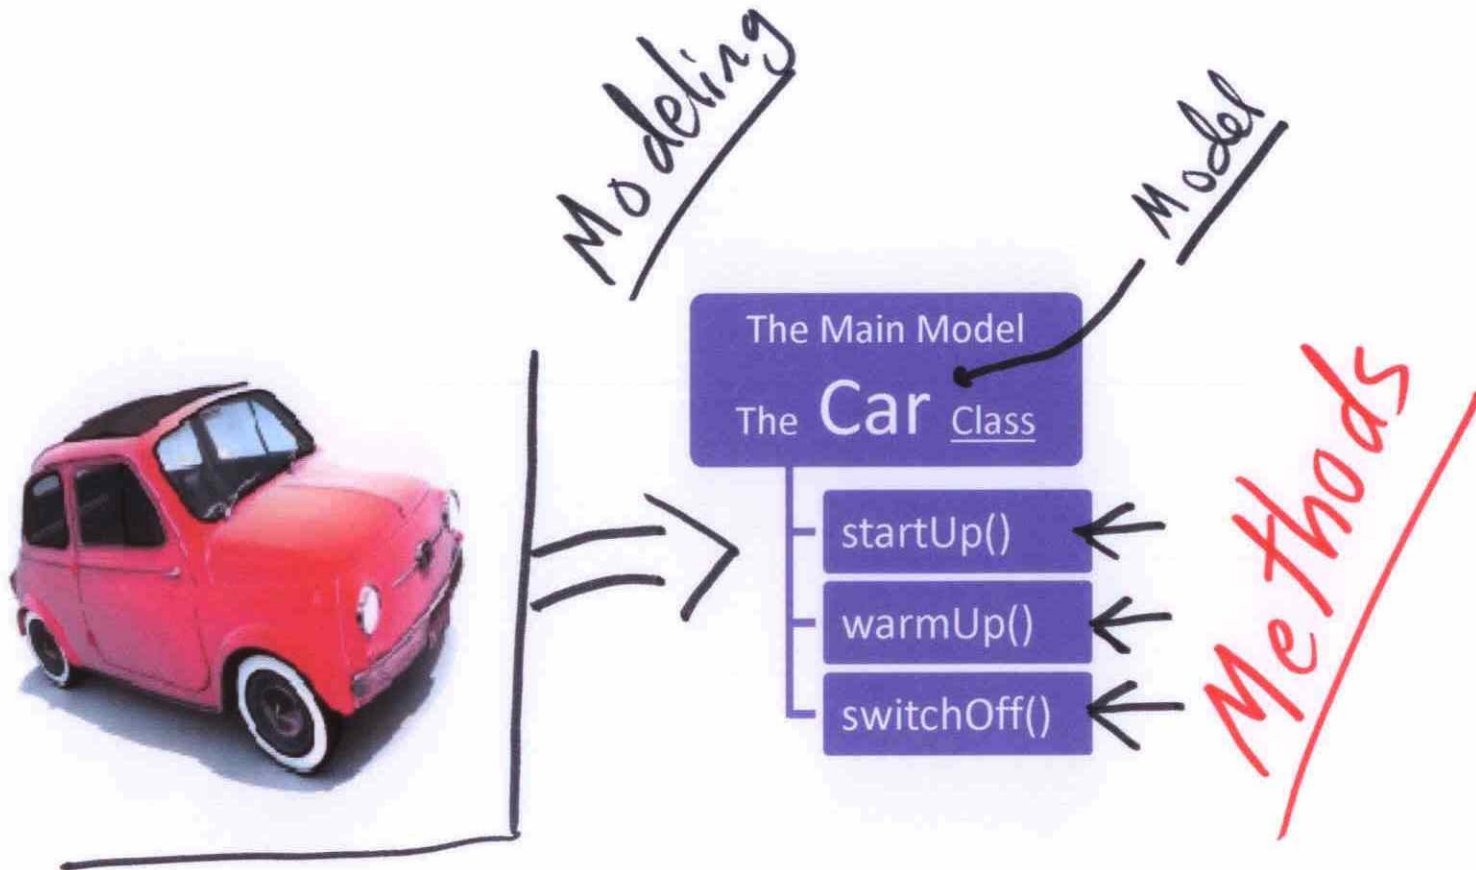 Modeling
Model
The Main Model
The Car Class
startUp()
warmUp()
switchOff()
Methods